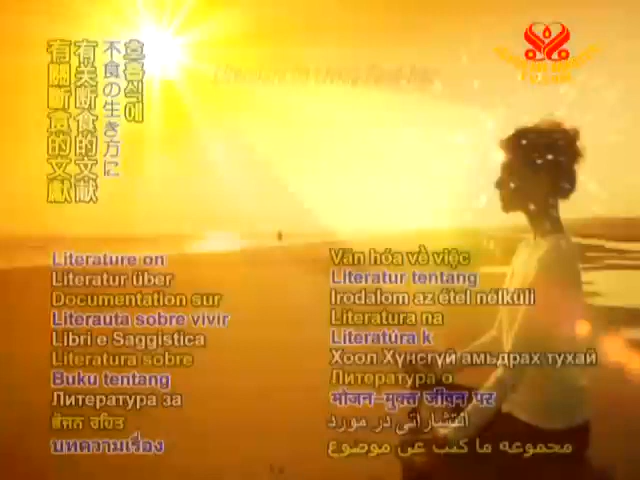 호흡식에
不食の生き方に
有关断食的文献
有關斷食的文獻
Literature on
Literatur über
Documentation sur
Literauta sobre vivir
Libri e Saggistica
Literatura sobre
Buku tentang
Литература за
ਭੋਜਨ ਰਹਿਤ
บทความเรื่อง
Văn hóa về việc
Literatur tentang
Irodalom az étel nélküli
Literatura na
Literatúra k
Хоол Хүнсгүй амьдрах тухай
Литература о
भोजन-मुक्त जीवन पर
انتشاراتی در مورد
مجموعه ما كتب عن موضوع